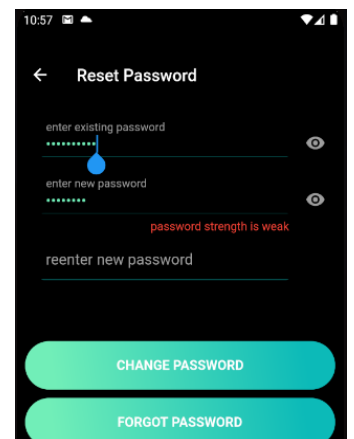 10:57
Reset Password
enter existing password
••••••••••
enter new password
••••••••
password strength is weak
reenter new password
CHANGE PASSWORD
FORGOT PASSWORD